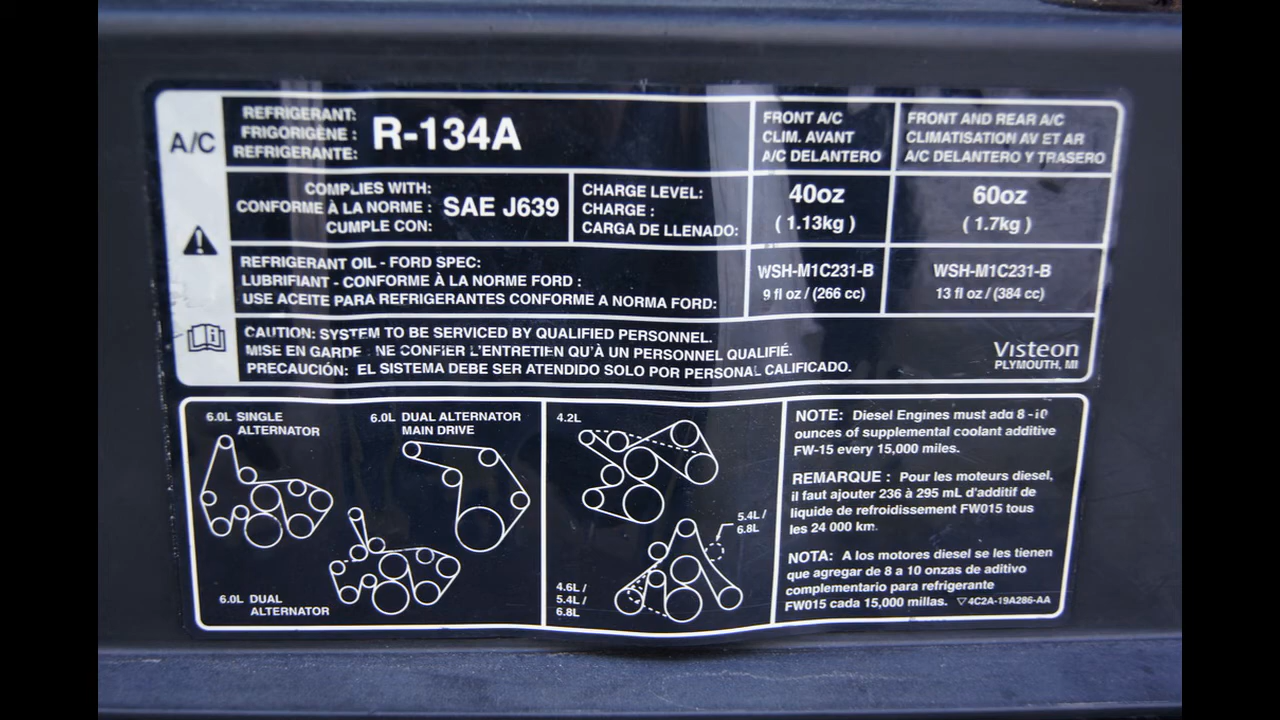 A/C
REFRIGERANT:
FRIGORIGÈNE :
REFRIGERANTE:
R-134A
FRONT A/C
CLIM. AVANT
A/C DELANTERO
FRONT AND REAR A/C
CLIMATISATION AV ET AR
A/C DELANTERO Y TRASERO
COMPLIES WITH:
CONFORME À LA NORME :
CUMPLE CON:
SAE J639
CHARGE LEVEL:
CHARGE :
CARGA DE LLENADO:
40oz
( 1.13kg )
60oz
( 1.7kg )
REFRIGERANT OIL - FORD SPEC:
LUBRIFIANT - CONFORME À LA NORME FORD :
USE ACEITE PARA REFRIGERANTES CONFORME A NORMA FORD:
WSH-M1C231-B
9 fl oz / (266 cc)
WSH-M1C231-B
13 fl oz / (384 cc)
CAUTION: SYSTEM TO BE SERVICED BY QUALIFIED PERSONNEL.
MISE EN GARDE : NE CONFIER L'ENTRETIEN QU'À UN PERSONNEL QUALIFIÉ.
PRECAUCIÓN: EL SISTEMA DEBE SER ATENDIDO SOLO POR PERSONAL CALIFICADO.
Visteon
PLYMOUTH, MI
6.0L SINGLE
ALTERNATOR
6.0L DUAL ALTERNATOR
MAIN DRIVE
6.0L DUAL
ALTERNATOR
4.2L
5.4L /
6.8L
4.6L /
5.4L /
6.8L
NOTE: Diesel Engines must add 8 -10
ounces of supplemental coolant additive
FW-15 every 15,000 miles.
REMARQUE : Pour les moteurs diesel,
il faut ajouter 236 à 295 mL d'additif de
liquide de refroidissement FW015 tous
les 24 000 km.
NOTA: A los motores diesel se les tienen
que agregar de 8 a 10 onzas de aditivo
complementario para refrigerante
FW015 cada 15,000 millas. ▽4C2A-19A286-AA